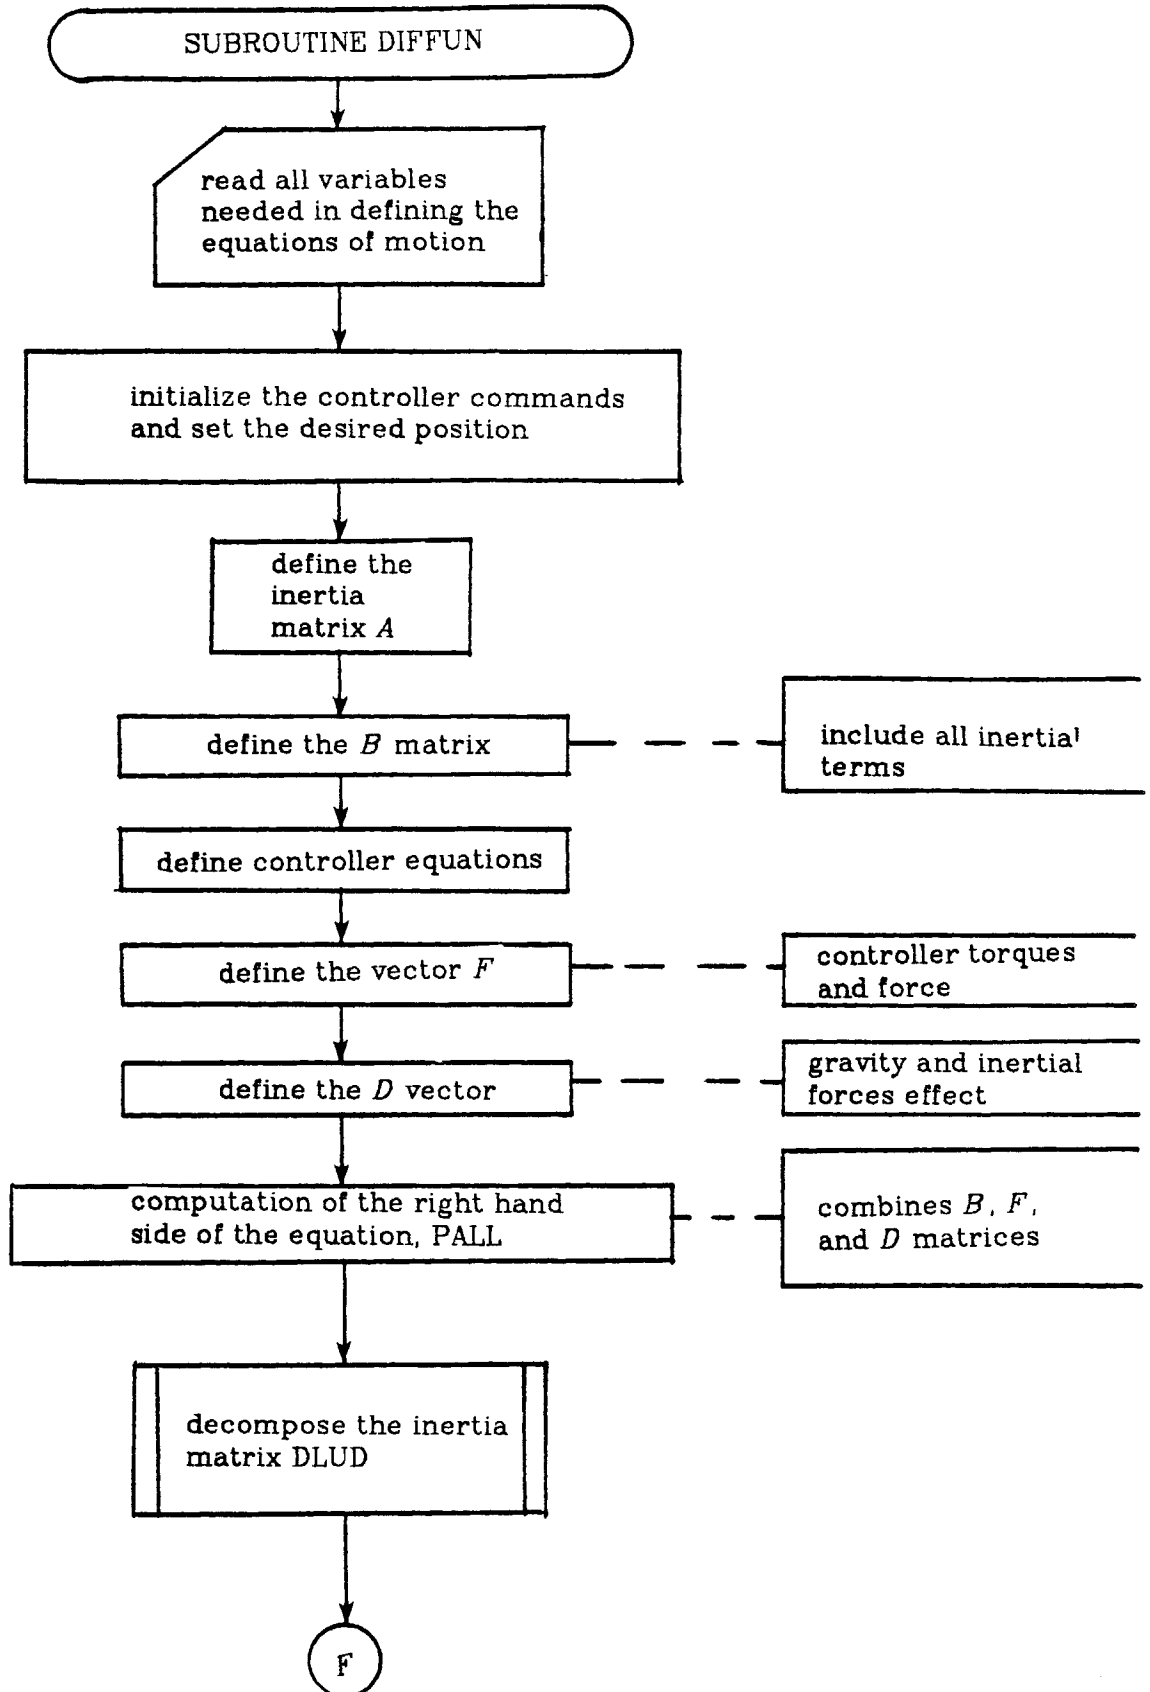 SUBROUTINE DIFFUN
read all variables
needed in defining the
equations of motion
initialize the controller commands
and set the desired position
define the
inertia
matrix A
define the B matrix
include all inertial
terms
define controller equations
define the vector F
controller torques
and force
define the D vector
gravity and inertial
forces effect
computation of the right hand
side of the equation, PALL
combines B, F,
and D matrices
decompose the inertia
matrix DLUD
F